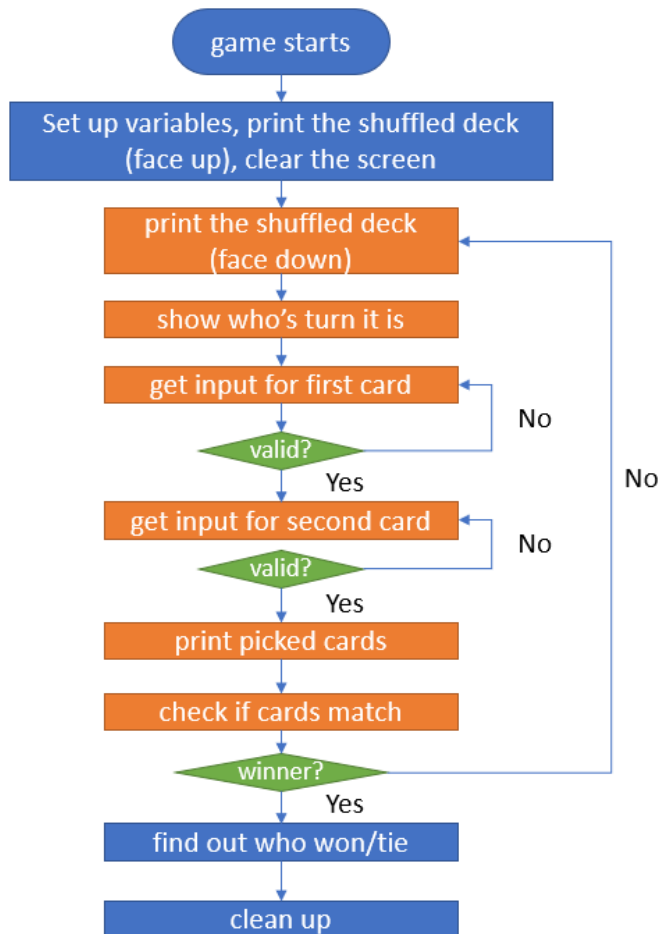 game starts
Set up variables, print the shuffled deck
(face up), clear the screen
print the shuffled deck
(face down)
show who's turn it is
get input for first card
No
valid?
Yes
No
get input for second card
No
valid?
Yes
print picked cards
check if cards match
winner?
Yes
find out who won/tie
clean up